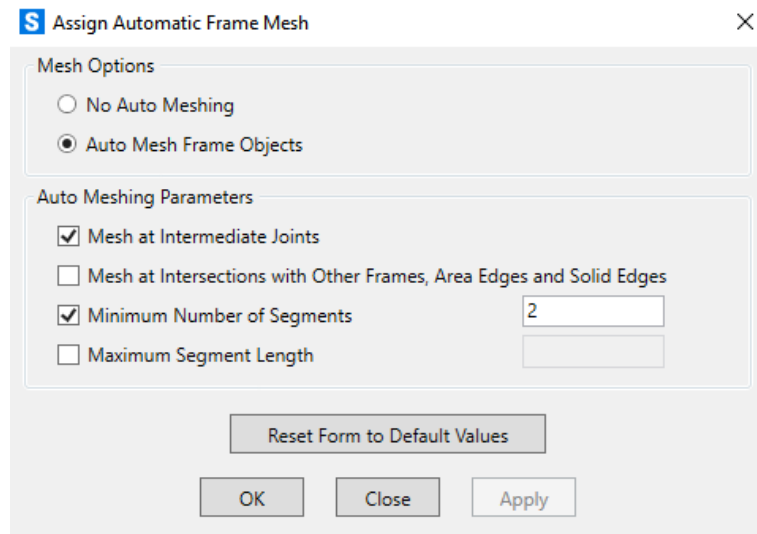 S Assign Automatic Frame Mesh
Mesh Options
No Auto Meshing
Auto Mesh Frame Objects
Auto Meshing Parameters
Mesh at Intermediate Joints
Mesh at Intersections with Other Frames, Area Edges and Solid Edges
Minimum Number of Segments 2
Maximum Segment Length
Reset Form to Default Values
OK Close Apply